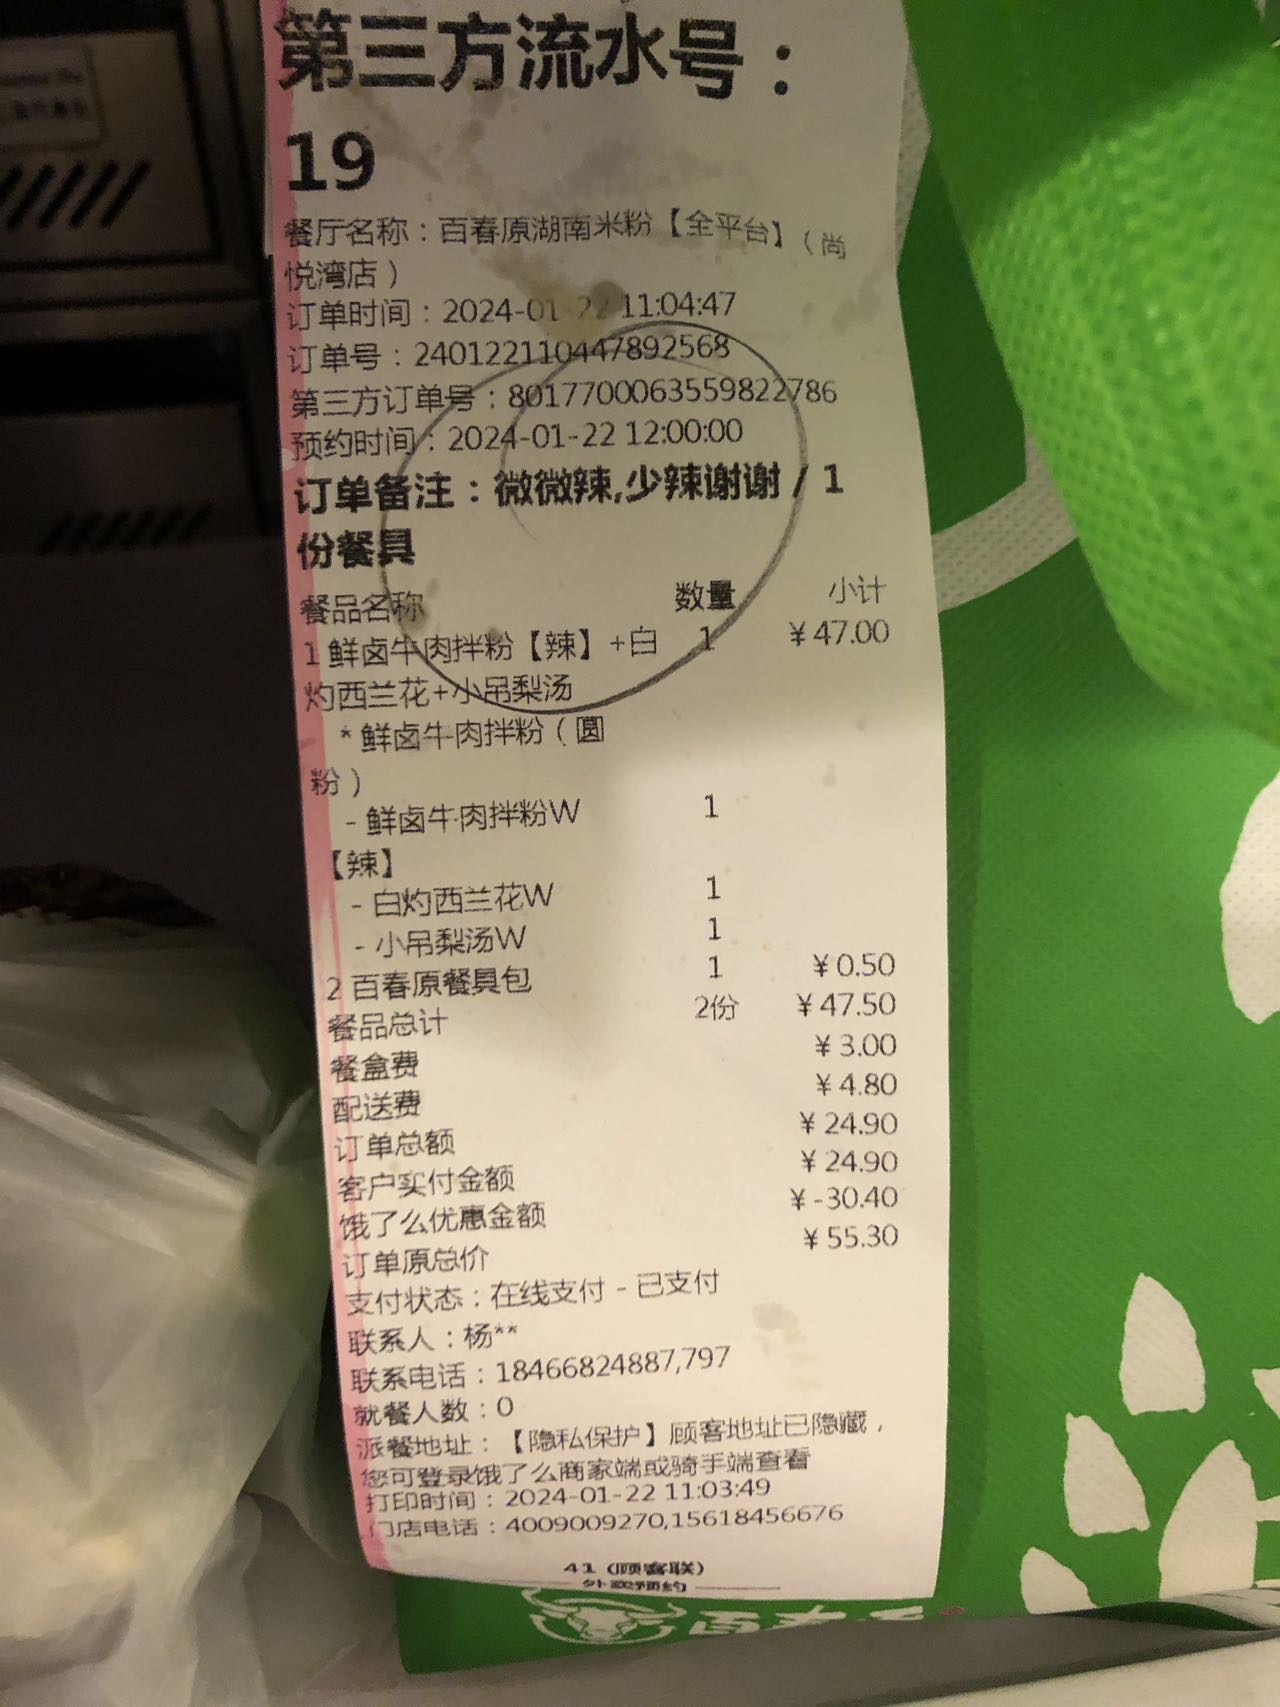 第三方流水号：
19
餐厅名称：百春原湖南米粉【全平台】（尚
悦湾店）
订单时间：2024-01-22 11:04:47
订单号：240122110447892568
第三方订单号：8017700063559822786
预约时间：2024-01-22 12:00:00
订单备注：微微辣,少辣谢谢 / 1
份餐具
餐品名称 数量 小计
1 鲜卤牛肉拌粉【辣】+白 1 ￥47.00
灼西兰花+小吊梨汤
* 鲜卤牛肉拌粉（圆
粉）
- 鲜卤牛肉拌粉W 1
【辣】
- 白灼西兰花W 1
- 小吊梨汤W 1
2 百春原餐具包 1 ￥0.50
餐品总计 2份 ￥47.50
餐盒费 ￥3.00
配送费 ￥4.80
订单总额 ￥24.90
客户实付金额 ￥24.90
饿了么优惠金额 ￥-30.40
订单原总价 ￥55.30
支付状态：在线支付 - 已支付
联系人：杨**
联系电话：18466824887,797
就餐人数：0
派餐地址：【隐私保护】顾客地址已隐藏，
您可登录饿了么商家端或骑手端查看
打印时间：2024-01-22 11:03:49
门店电话：4009009270,15618456676
41（顾客联）
外卖预约